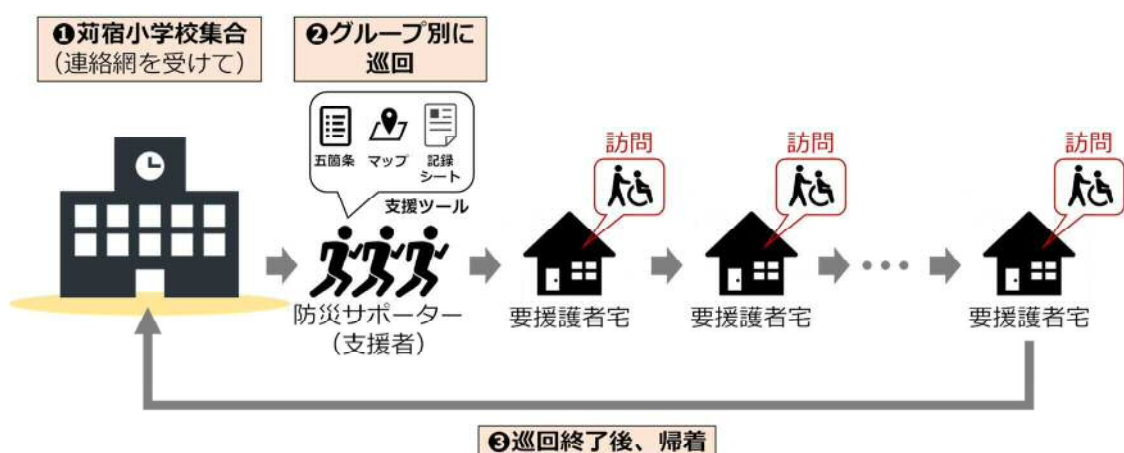 ❶苅宿小学校集合
(連絡網を受けて)
❷グループ別に
巡回
五箇条
マップ
記録
シート
支援ツール
防災サポーター
(支援者)
訪問
要援護者宅
訪問
要援護者宅
訪問
要援護者宅
❸巡回終了後、帰着